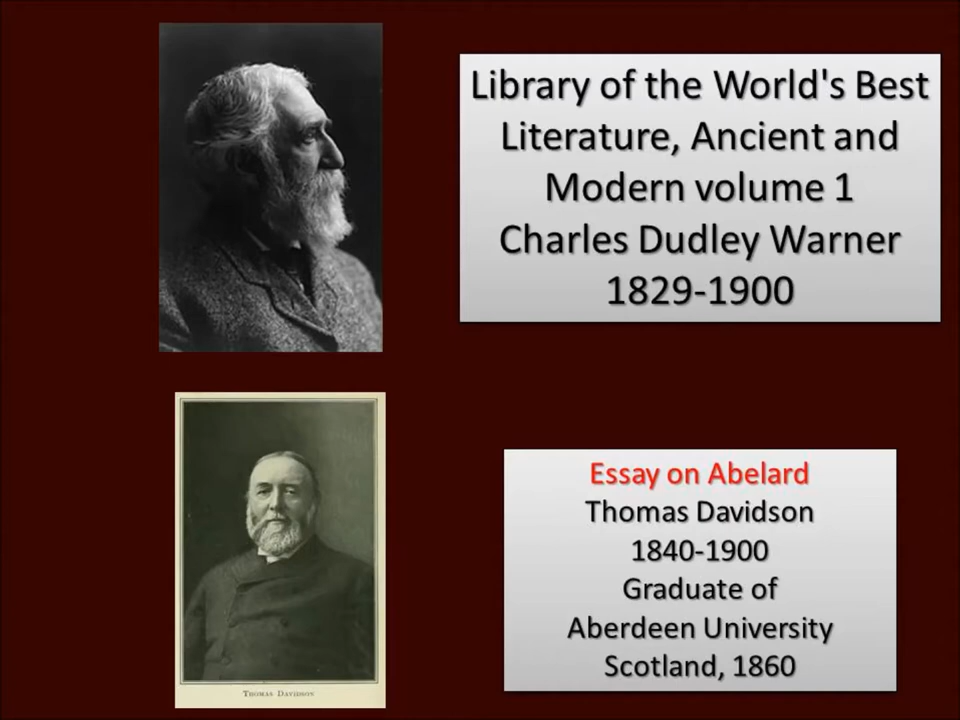 Library of the World's Best
Literature, Ancient and
Modern volume 1
Charles Dudley Warner
1829-1900
Essay on Abelard
Thomas Davidson
1840-1900
Graduate of
Aberdeen University
Scotland, 1860
THOMAS DAVIDSON